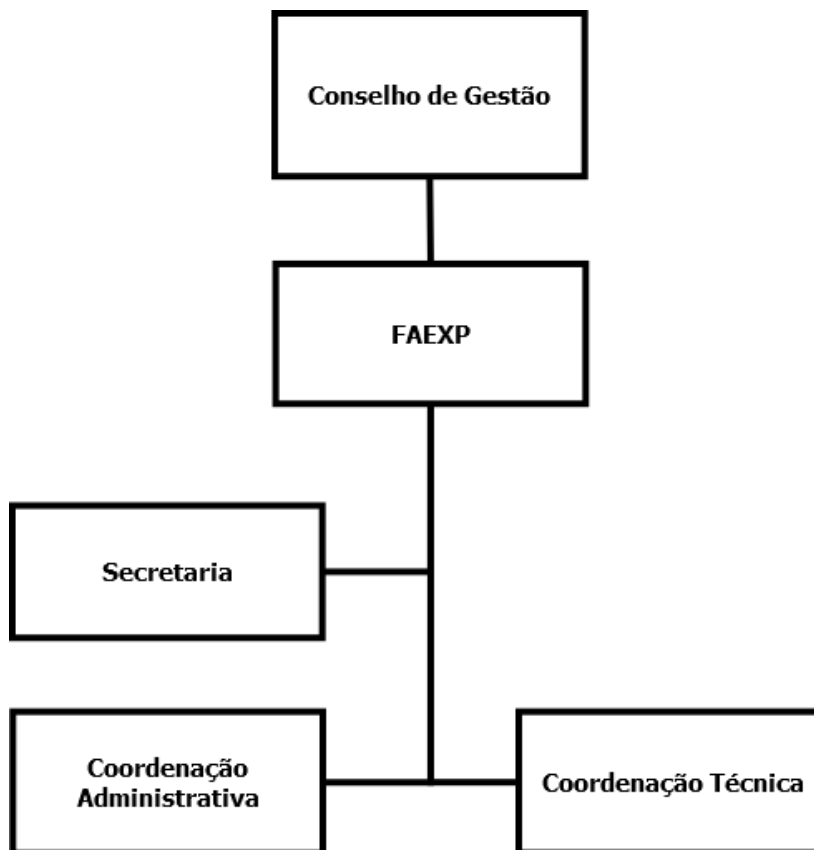 Conselho de Gestão
FAEXP
Secretaria
Coordenação
Administrativa
Coordenação Técnica